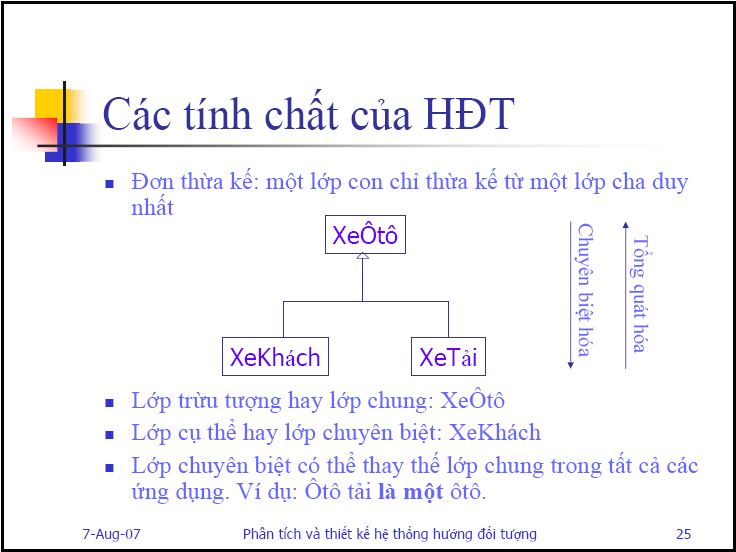 Các tính chất của HĐT
Đơn thừa kế: một lớp con chỉ thừa kế từ một lớp cha duy
nhất
XeÔtô
XeKhách
XeTải
Chuyên biệt hóa
Tổng quát hóa
Lớp trừu tượng hay lớp chung: XeÔtô
Lớp cụ thể hay lớp chuyên biệt: XeKhách
Lớp chuyên biệt có thể thay thế lớp chung trong tất cả các
ứng dụng. Ví dụ: Ôtô tải là một ôtô.
7-Aug-07
Phân tích và thiết kế hệ thống hướng đối tượng
25